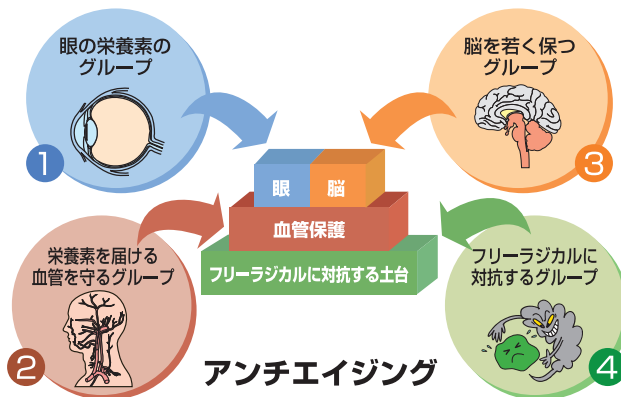 眼の栄養素の
グループ
1
脳を若く保つ
グループ
3
眼
脳
血管保護
フリーラジカルに対抗する土台
栄養素を届ける
血管を守るグループ
2
フリーラジカルに
対抗するグループ
4
アンチエイジング